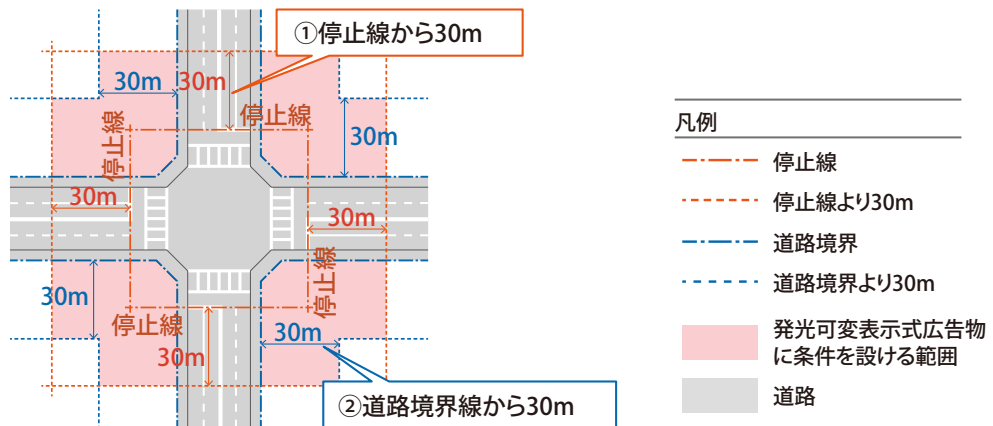 ①停止線から30m
30m
30m
停止線
停止線
30m
30m
30m
停止線
30m
停止線
30m
30m
②道路境界線から30m
凡例
停止線
停止線より30m
道路境界
道路境界より30m
発光可変表示式広告物
に条件を設ける範囲
道路